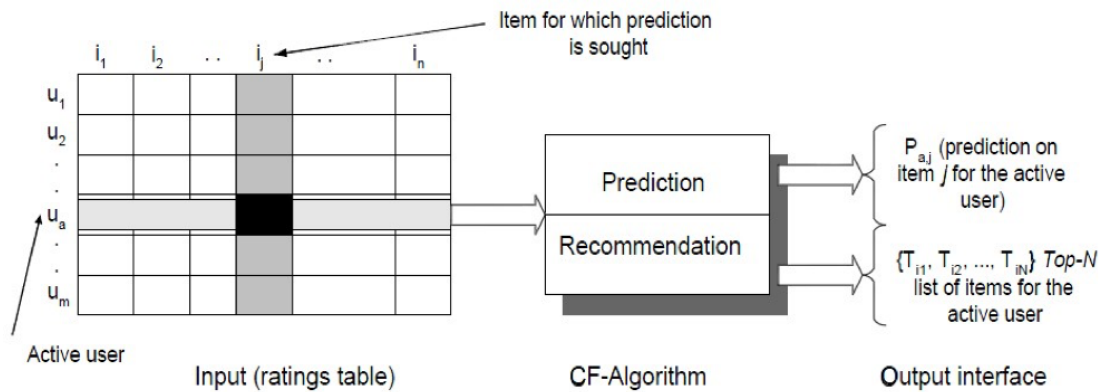 Item for which prediction
is sought
i1 i2 . . ij . . in
u1
u2
.
.
ua
.
.
um
Active user
Input (ratings table)
Prediction
Recommendation
CF-Algorithm
Pa,j (prediction on
item j for the active
user)
{Ti1, Ti2, ..., TiN} Top-N
list of items for the
active user
Output interface